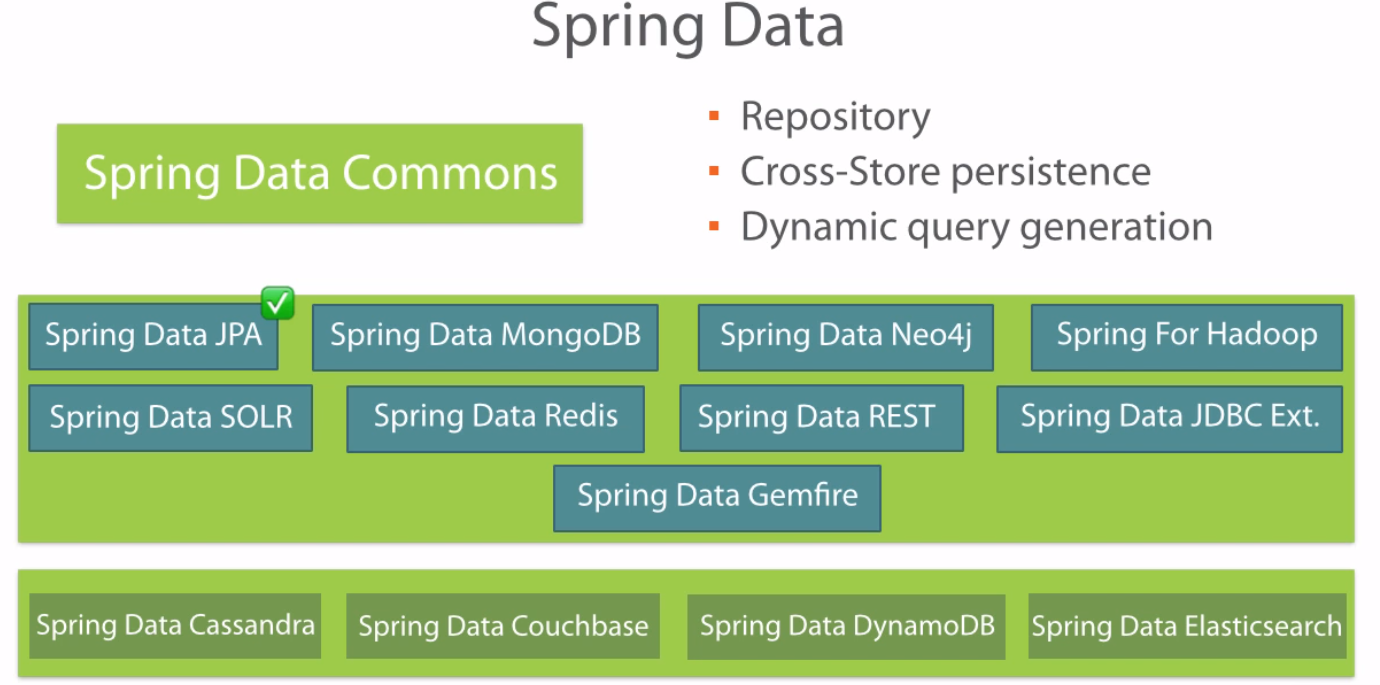 Spring Data
Spring Data Commons
Repository
Cross-Store persistence
Dynamic query generation
Spring Data JPA
Spring Data MongoDB
Spring Data Neo4j
Spring For Hadoop
Spring Data SOLR
Spring Data Redis
Spring Data REST
Spring Data JDBC Ext.
Spring Data Gemfire
Spring Data Cassandra
Spring Data Couchbase
Spring Data DynamoDB
Spring Data Elasticsearch